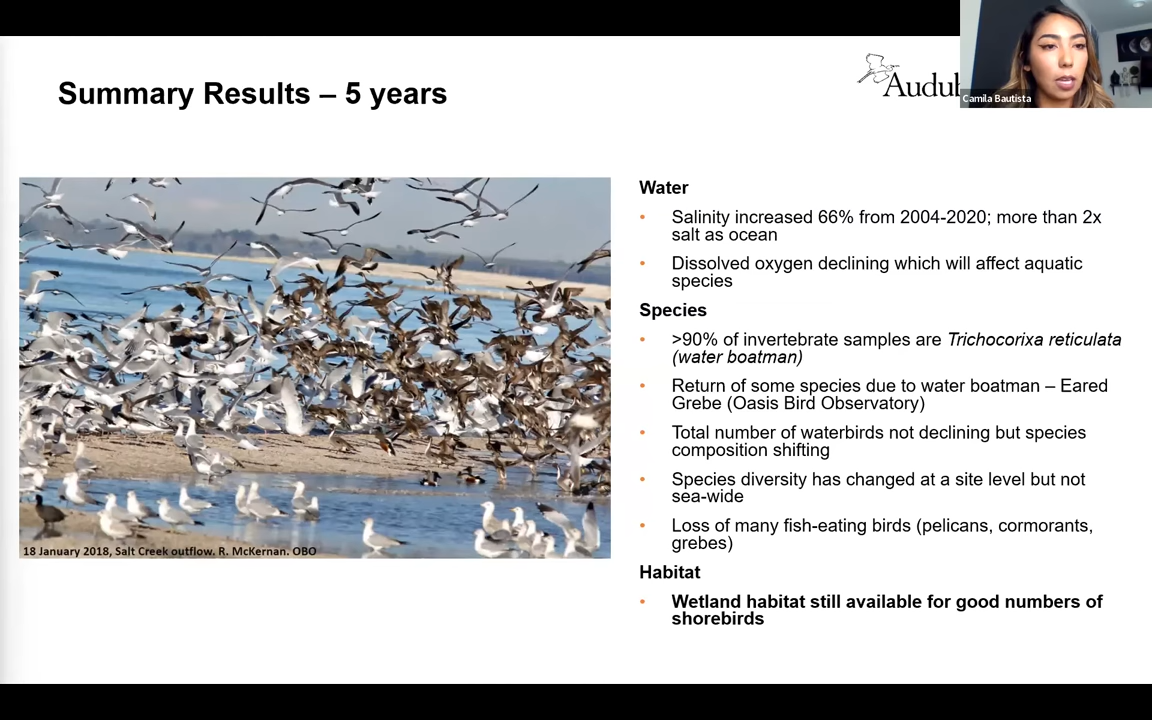 Summary Results – 5 years
Audub
Camila Bautista
Water
• Salinity increased 66% from 2004-2020; more than 2x
salt as ocean
• Dissolved oxygen declining which will affect aquatic
species
Species
• >90% of invertebrate samples are Trichocorixa reticulata
(water boatman)
• Return of some species due to water boatman – Eared
Grebe (Oasis Bird Observatory)
• Total number of waterbirds not declining but species
composition shifting
• Species diversity has changed at a site level but not
sea-wide
• Loss of many fish-eating birds (pelicans, cormorants,
grebes)
Habitat
• Wetland habitat still available for good numbers of
shorebirds
18 January 2018, Salt Creek outflow. R. McKernan. OBO